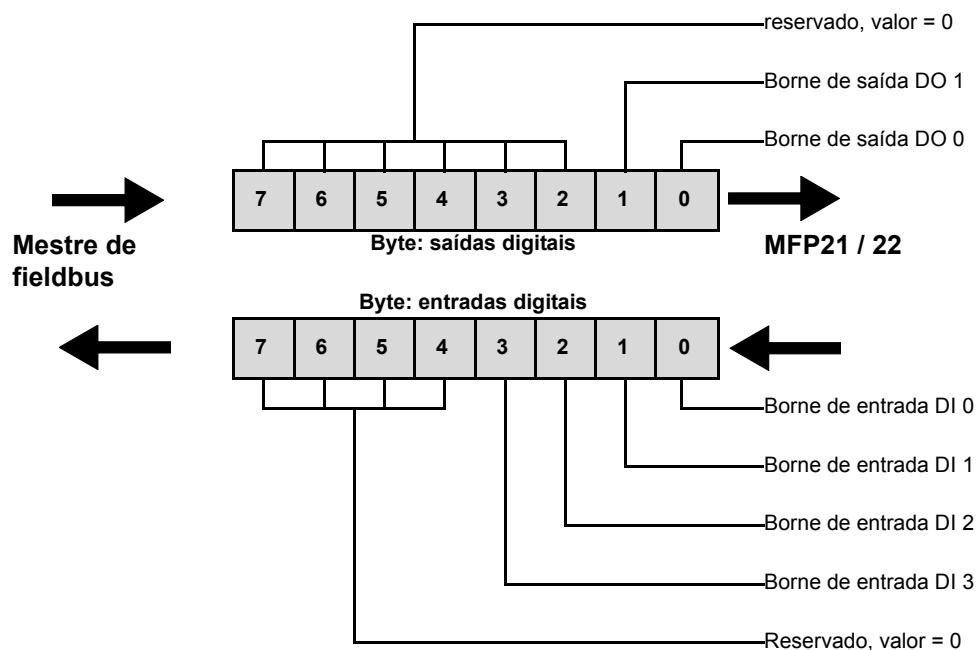 reservado, valor = 0
Borne de saída DO 1
Borne de saída DO 0
7 6 5 4 3 2 1 0
Mestre de
fieldbus
Byte: saídas digitais
MFP21 / 22
Byte: entradas digitais
7 6 5 4 3 2 1 0
Borne de entrada DI 0
Borne de entrada DI 1
Borne de entrada DI 2
Borne de entrada DI 3
Reservado, valor = 0